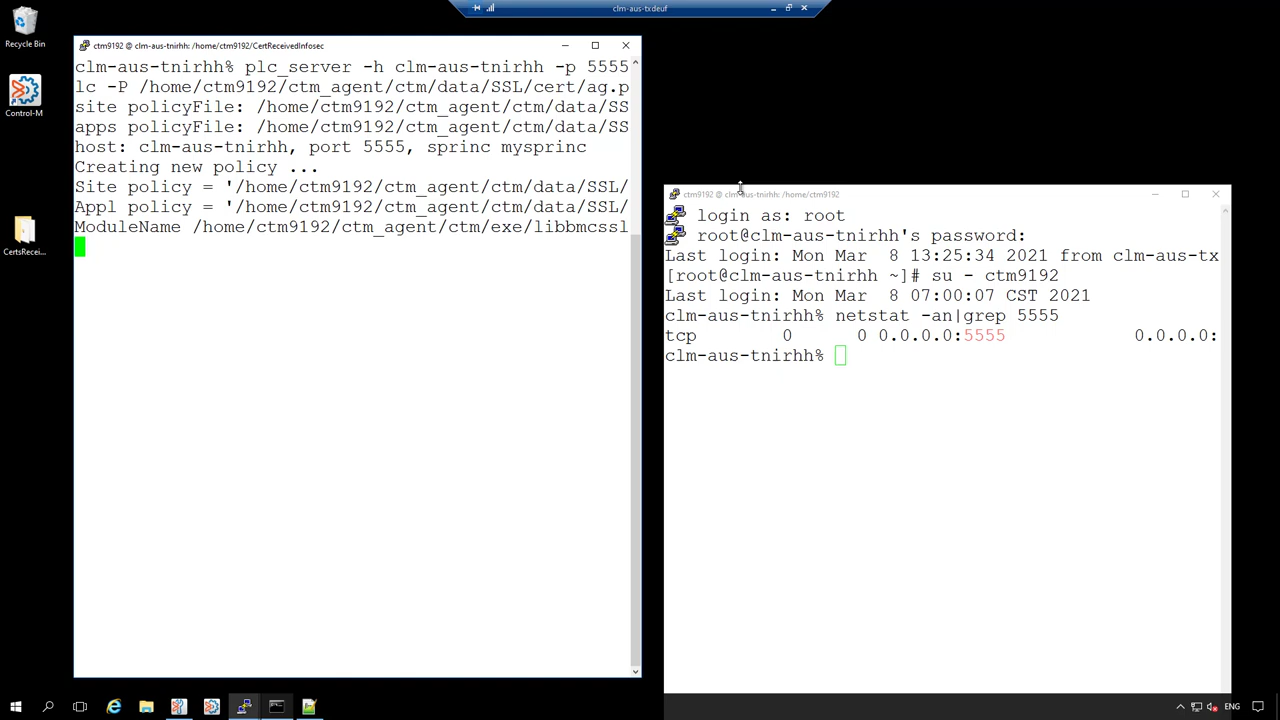 clm-aus-txdeuf
Recycle Bin
Control-M
CertsRecei...
ctm9192 @ clm-aus-tnirhh: /home/ctm9192/CertReceivedInfosec
clm-aus-tnirhh% plc_server -h clm-aus-tnirhh -p 5555
lc -P /home/ctm9192/ctm_agent/ctm/data/SSL/cert/ag.p
site policyFile: /home/ctm9192/ctm_agent/ctm/data/SS
apps policyFile: /home/ctm9192/ctm_agent/ctm/data/SS
host: clm-aus-tnirhh, port 5555, sprinc mysprinc
Creating new policy ...
Site policy = '/home/ctm9192/ctm_agent/ctm/data/SSL/
Appl policy = '/home/ctm9192/ctm_agent/ctm/data/SSL/
ModuleName /home/ctm9192/ctm_agent/ctm/exe/libbmcssl
ctm9192 @ clm-aus-tnirhh: /home/ctm9192
login as: root
root@clm-aus-tnirhh's password:
Last login: Mon Mar  8 13:25:34 2021 from clm-aus-tx
[root@clm-aus-tnirhh ~]# su - ctm9192
Last login: Mon Mar  8 07:00:07 CST 2021
clm-aus-tnirhh% netstat -an|grep 5555
tcp        0      0 0.0.0.0:5555            0.0.0.0:
clm-aus-tnirhh%
ENG